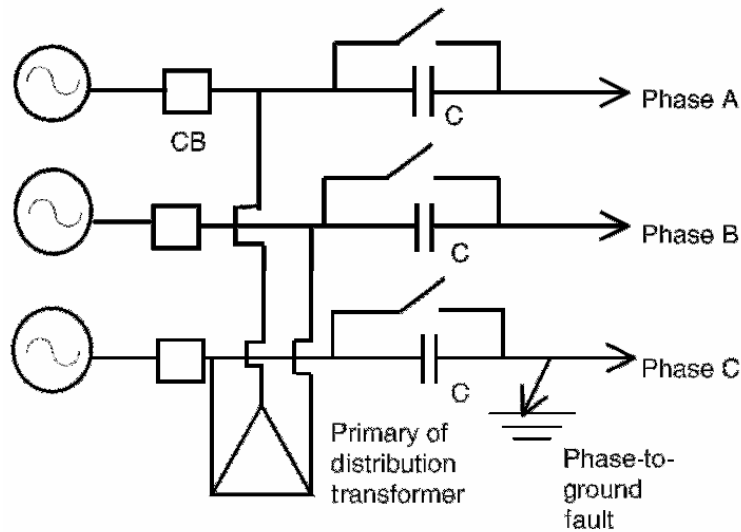 Phase A
C
CB
Phase B
C
Phase C
C
Primary of
distribution
transformer
Phase-to-
ground
fault